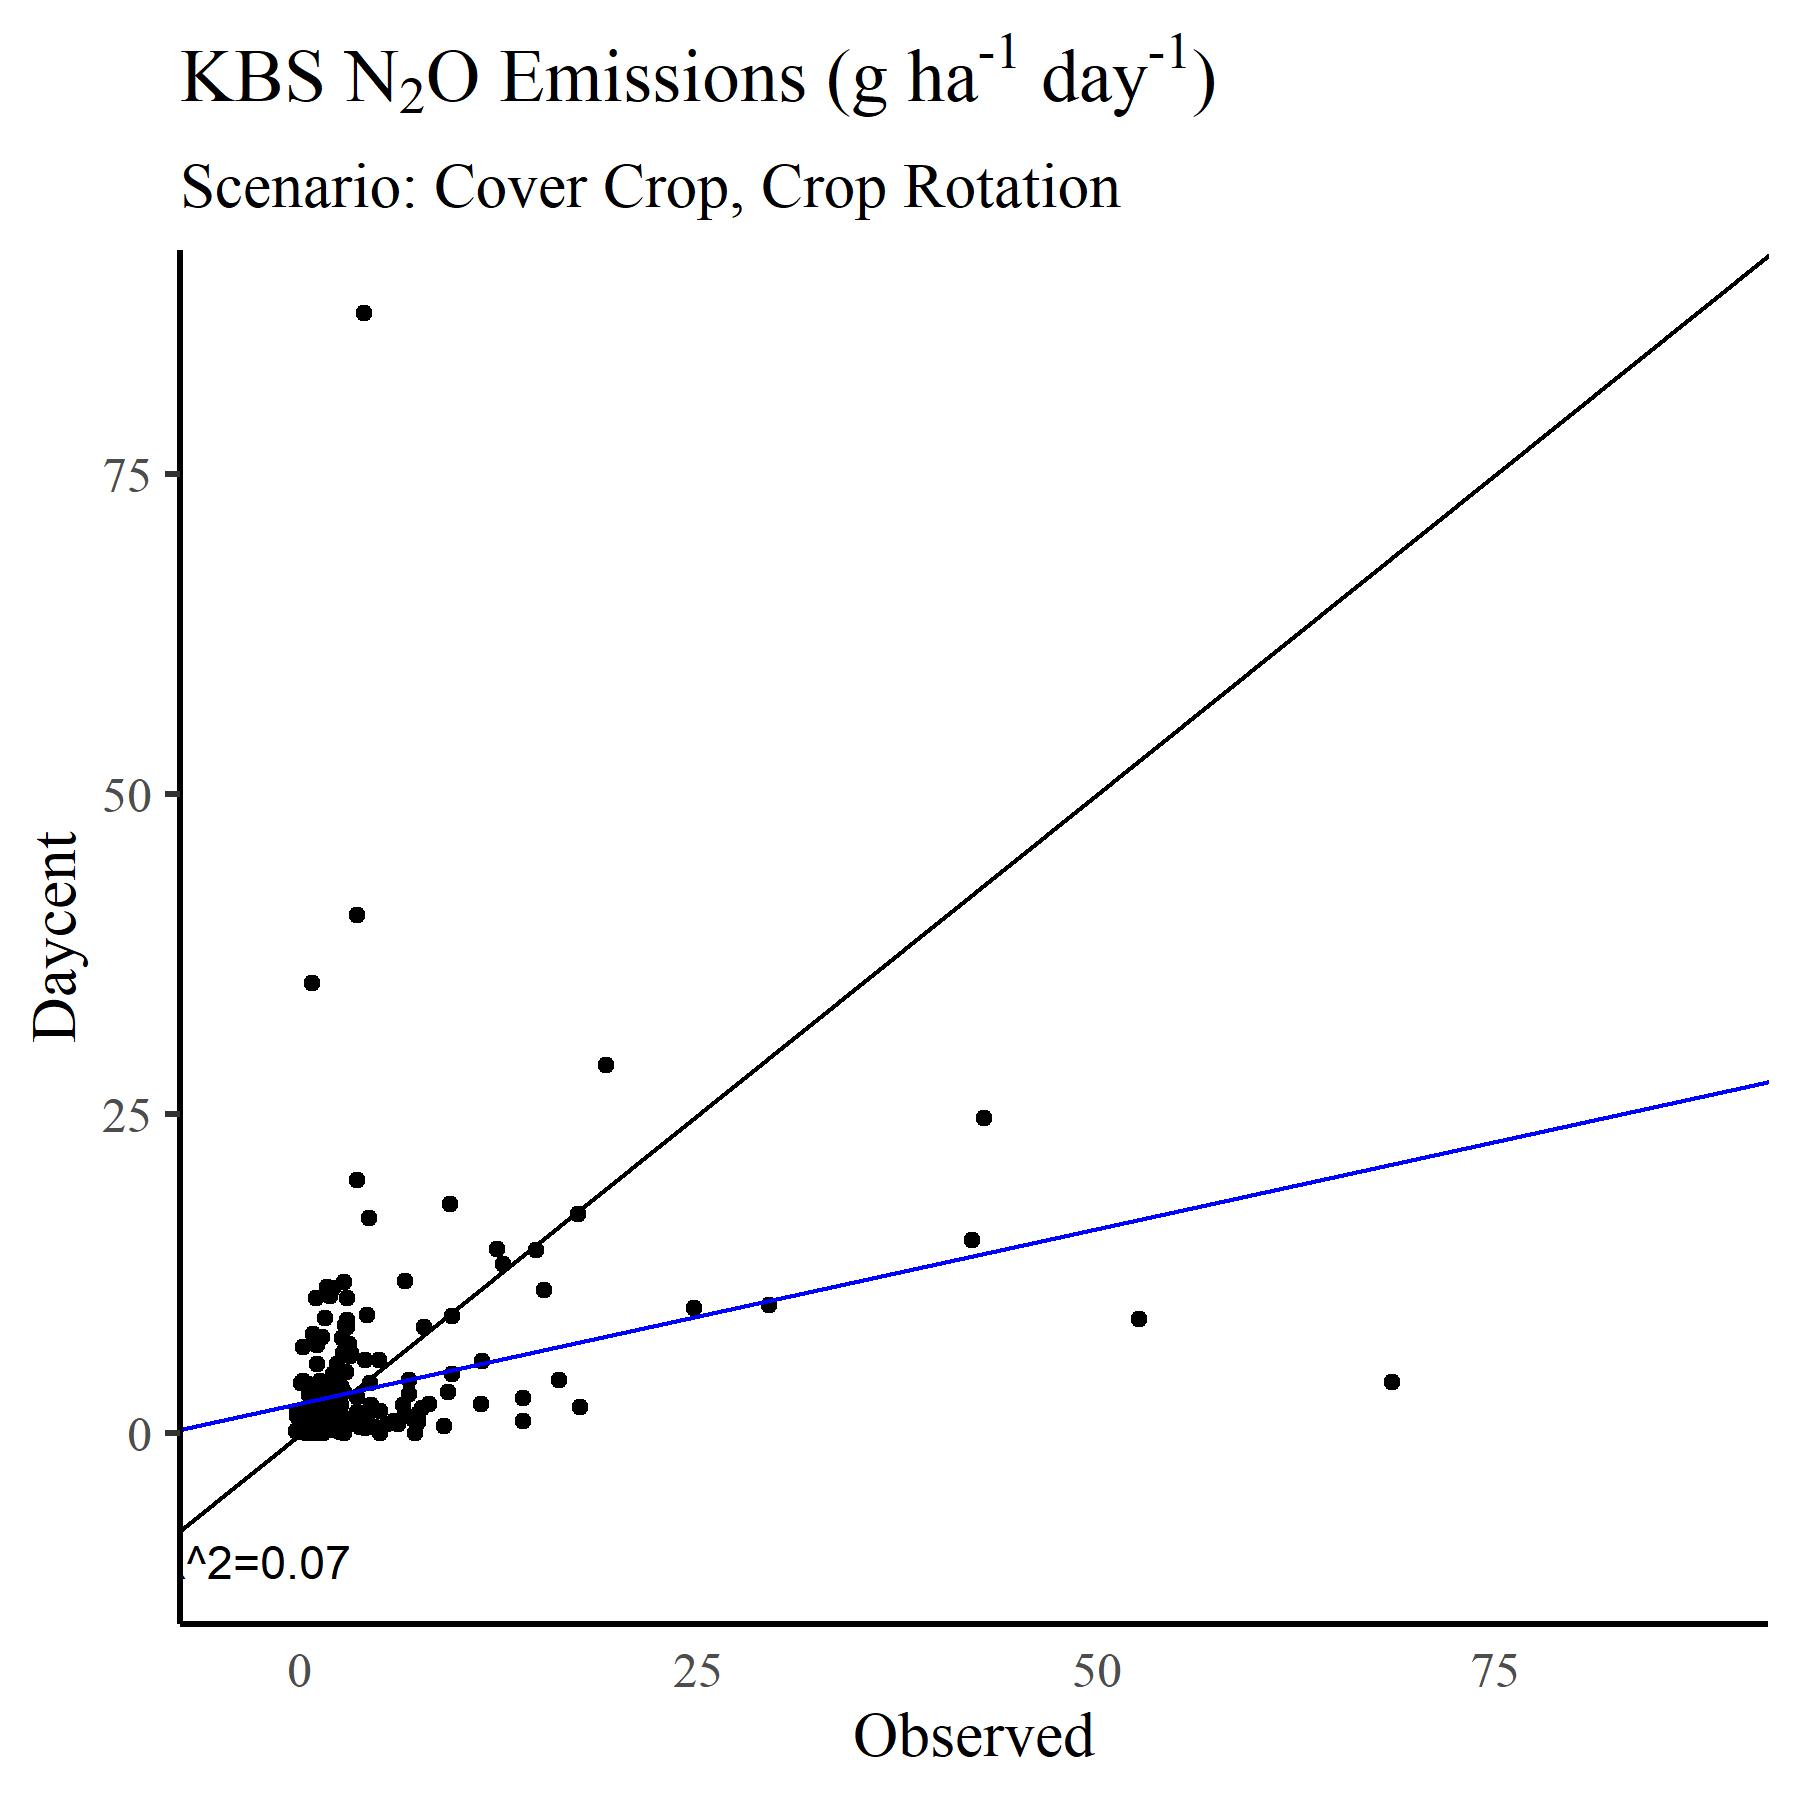 KBS N₂O Emissions (g ha⁻¹ day⁻¹)
Scenario: Cover Crop, Crop Rotation
75
50
25
0
Daycent
^2=0.07
0 25 50 75
Observed